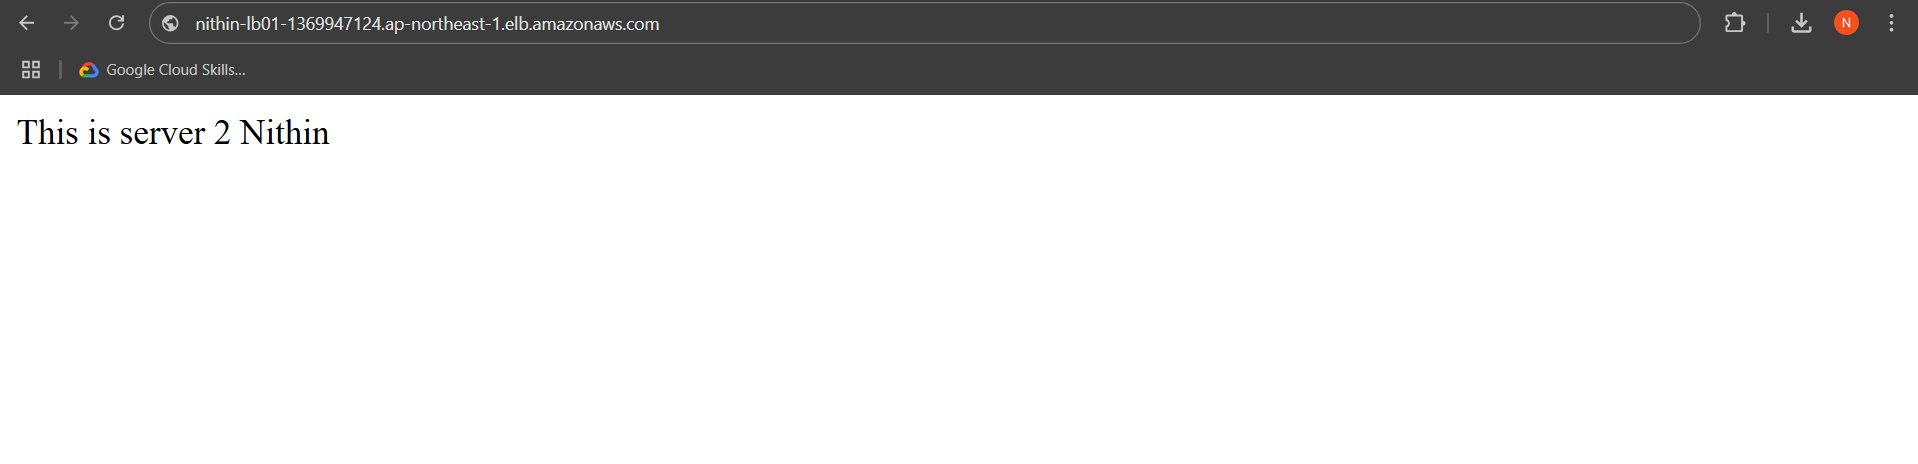 nithin-lb01-1369947124.ap-northeast-1.elb.amazonaws.com
N
Google Cloud Skills...
This is server 2 Nithin